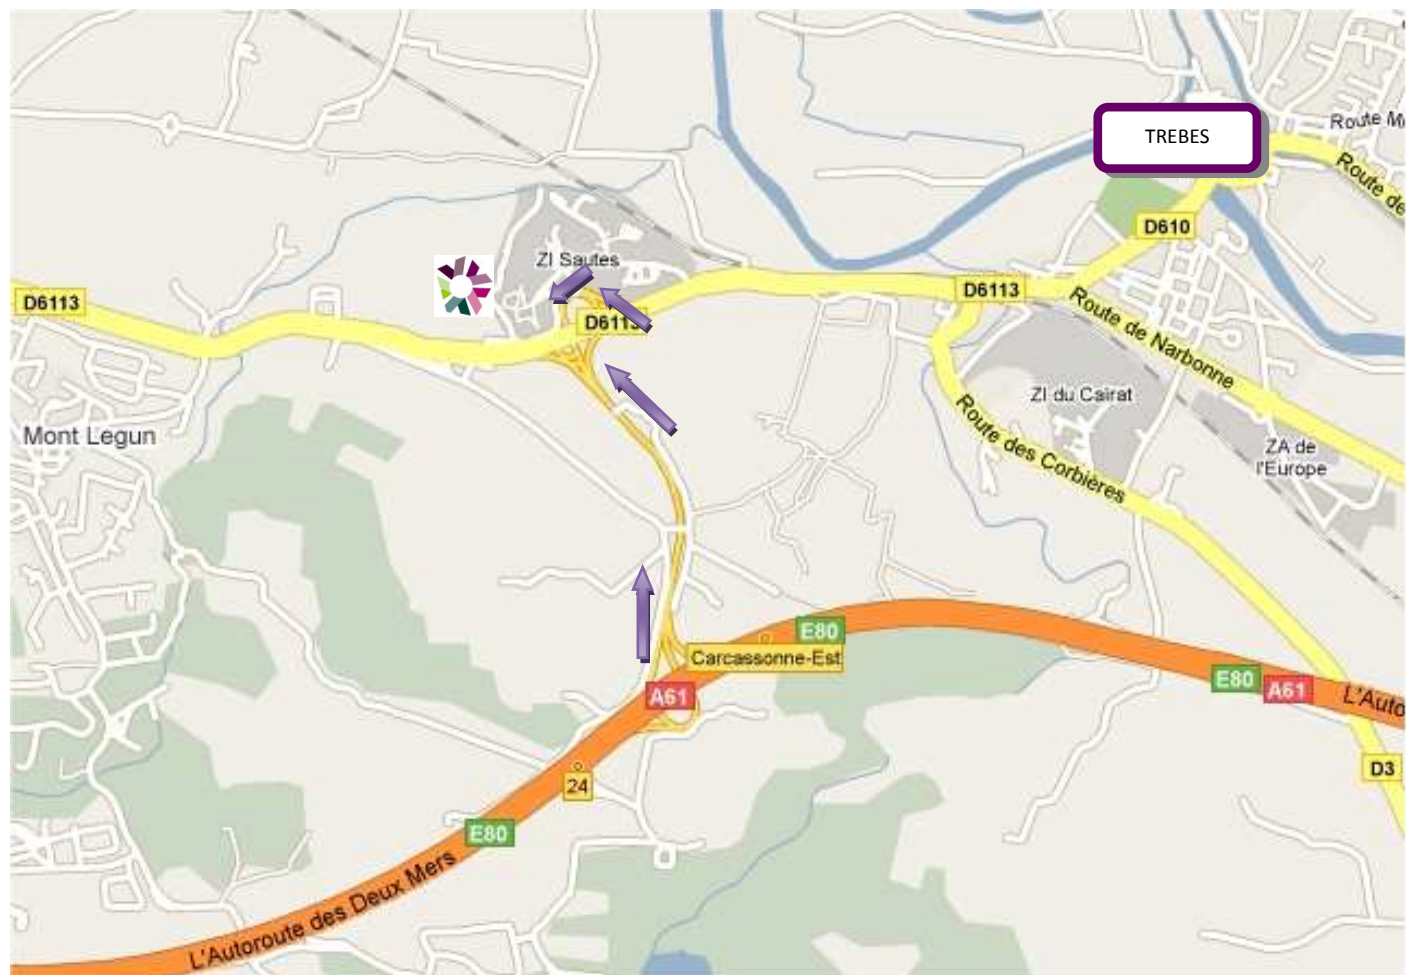 Route M
TREBES
Route de
D610
ZI Sautes
D6113
D6113
D6113
Route de Narbonne
ZI du Cairat
Mont Legun
ZA de
l'Europe
Route des Corbières
E80
Carcassonne-Est
E80
A61
A61
L'Auto
D3
24
E80
L'Autoroute des Deux Mers